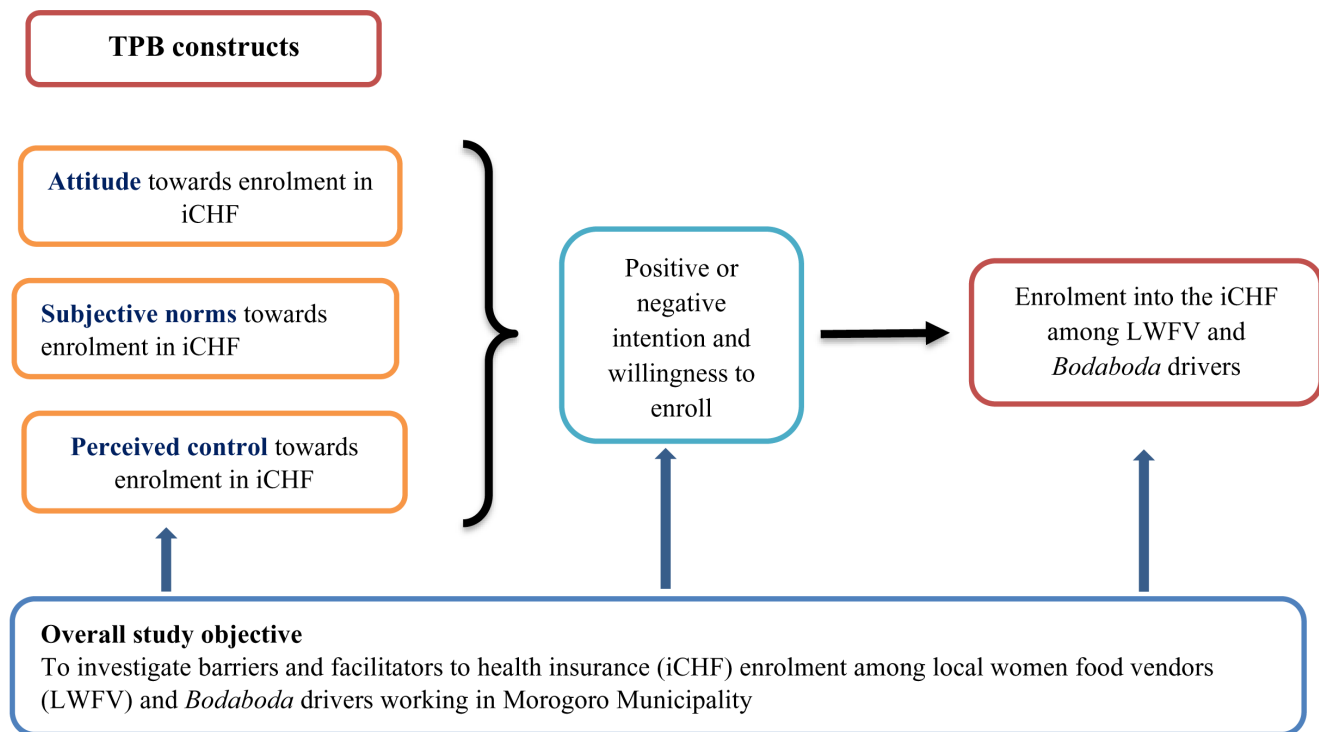 TPB constructs
Attitude towards enrolment in
iCHF
Subjective norms towards
enrolment in iCHF
Perceived control towards
enrolment in iCHF
Positive or
negative
intention and
willingness to
enroll
Enrolment into the iCHF
among LWFV and
Bodaboda drivers
Overall study objective
To investigate barriers and facilitators to health insurance (iCHF) enrolment among local women food vendors
(LWFV) and Bodaboda drivers working in Morogoro Municipality